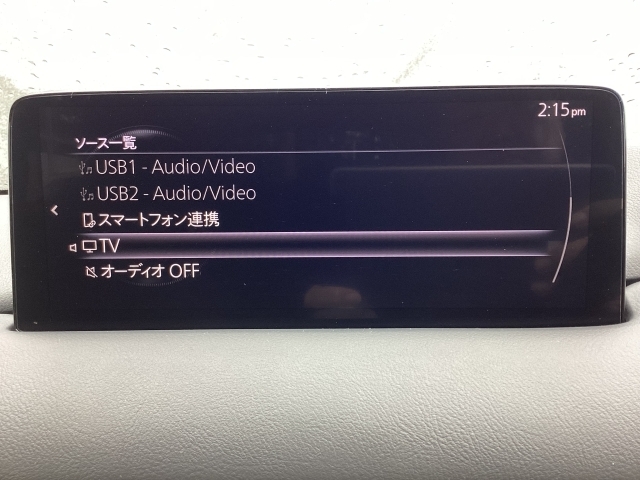 2:15pm
ソース一覧
USB1 - Audio/Video
USB2 - Audio/Video
スマートフォン連携
TV
オーディオ OFF